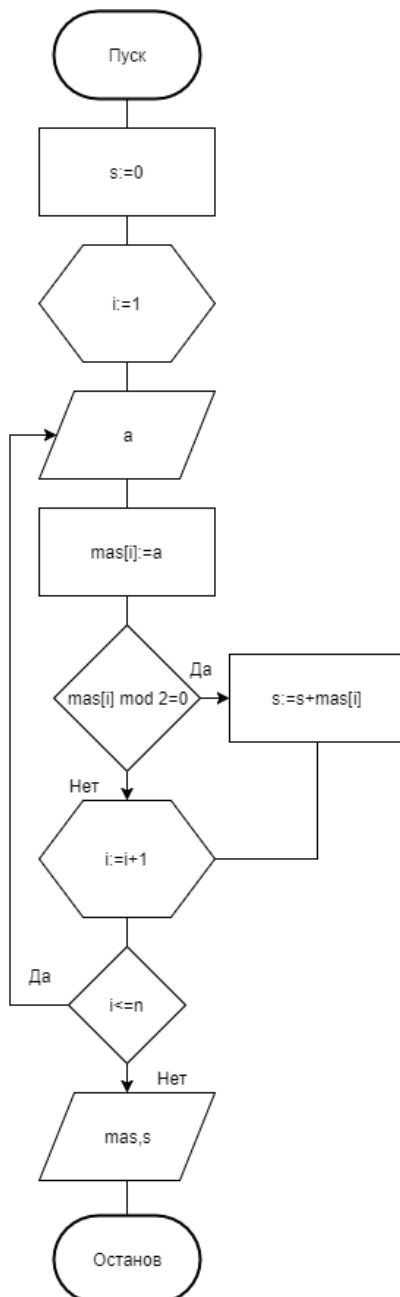 Пуск
s:=0
i:=1
a
mas[i]:=a
Да
mas[i] mod 2=0
s:=s+mas[i]
Нет
i:=i+1
Да
i<=n
Нет
mas,s
Останов